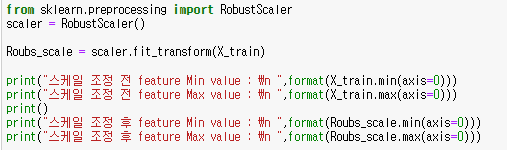 from sklearn.preprocessing import RobustScaler
scaler = RobustScaler()
Roubs_scale = scaler.fit_transform(X_train)
print("스케일 조정 전 feature Min value : ₩n ",format(X_train.min(axis=0)))
print("스케일 조정 전 feature Max value : ₩n ",format(X_train.max(axis=0)))
print()
print("스케일 조정 후 feature Min value : ₩n ",format(Roubs_scale.min(axis=0)))
print("스케일 조정 후 feature Max value : ₩n ",format(Roubs_scale.max(axis=0)))